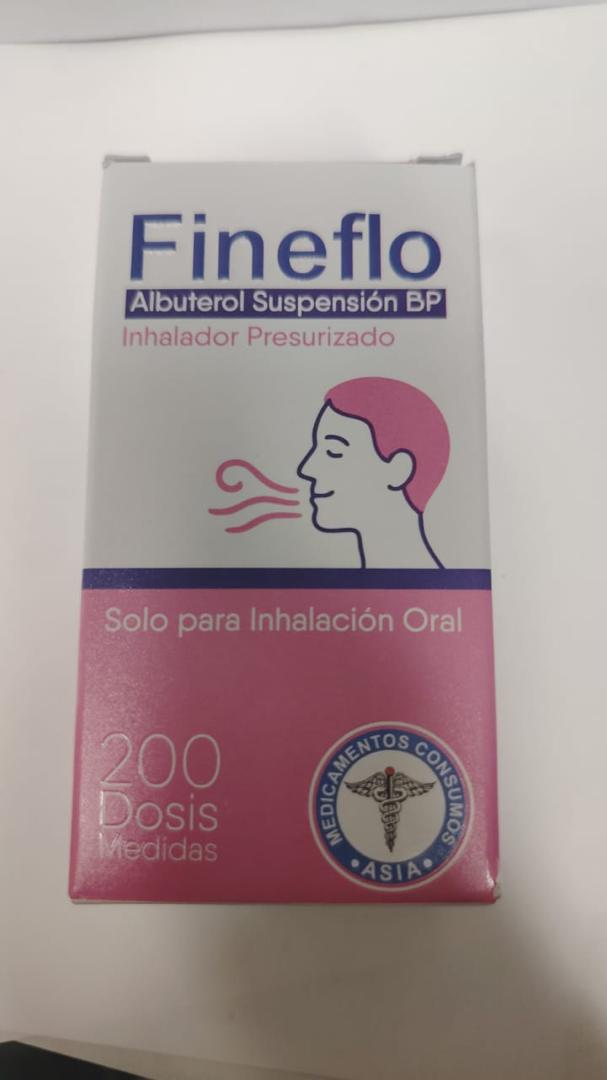 Fineflo
Albuterol Suspensión BP
Inhalador Presurizado
Solo para Inhalación Oral
200
Dosis
Medidas
MEDICAMENTOS CONSUMOS
• ASIA •